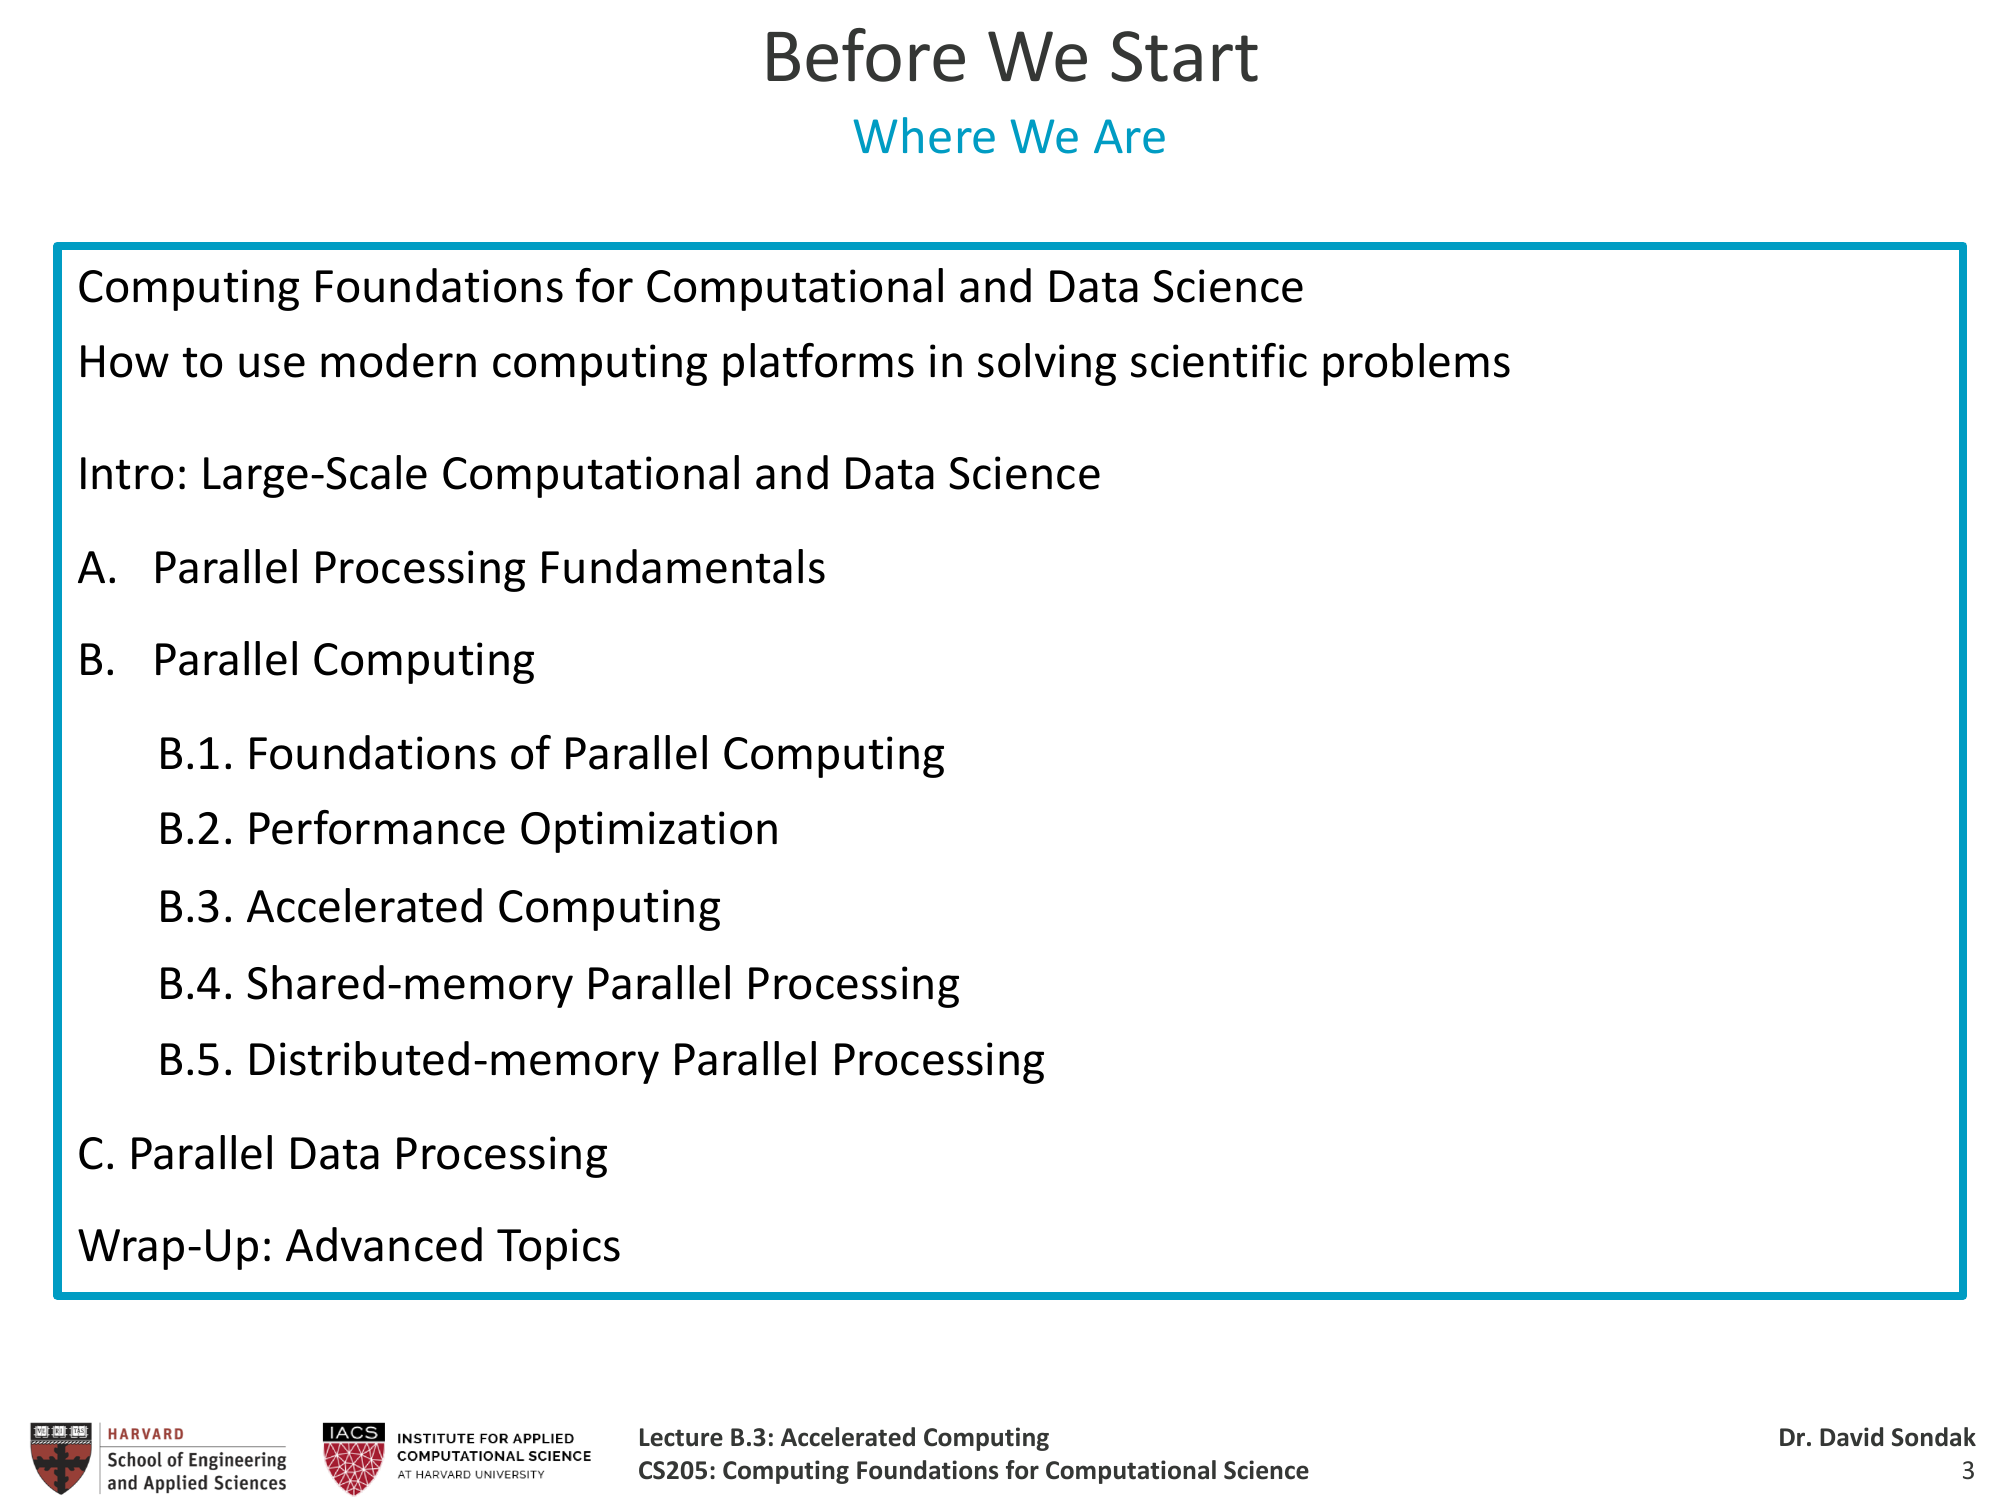 Before We Start
Where We Are
Computing Foundations for Computational and Data Science
How to use modern computing platforms in solving scientific problems
Intro: Large-Scale Computational and Data Science
A. Parallel Processing Fundamentals
B. Parallel Computing
B.1. Foundations of Parallel Computing
B.2. Performance Optimization
B.3. Accelerated Computing
B.4. Shared-memory Parallel Processing
B.5. Distributed-memory Parallel Processing
C. Parallel Data Processing
Wrap-Up: Advanced Topics
HARVARD
School of Engineering
and Applied Sciences
IACS
INSTITUTE FOR APPLIED
COMPUTATIONAL SCIENCE
AT HARVARD UNIVERSITY
Lecture B.3: Accelerated Computing
CS205: Computing Foundations for Computational Science
Dr. David Sondak
3